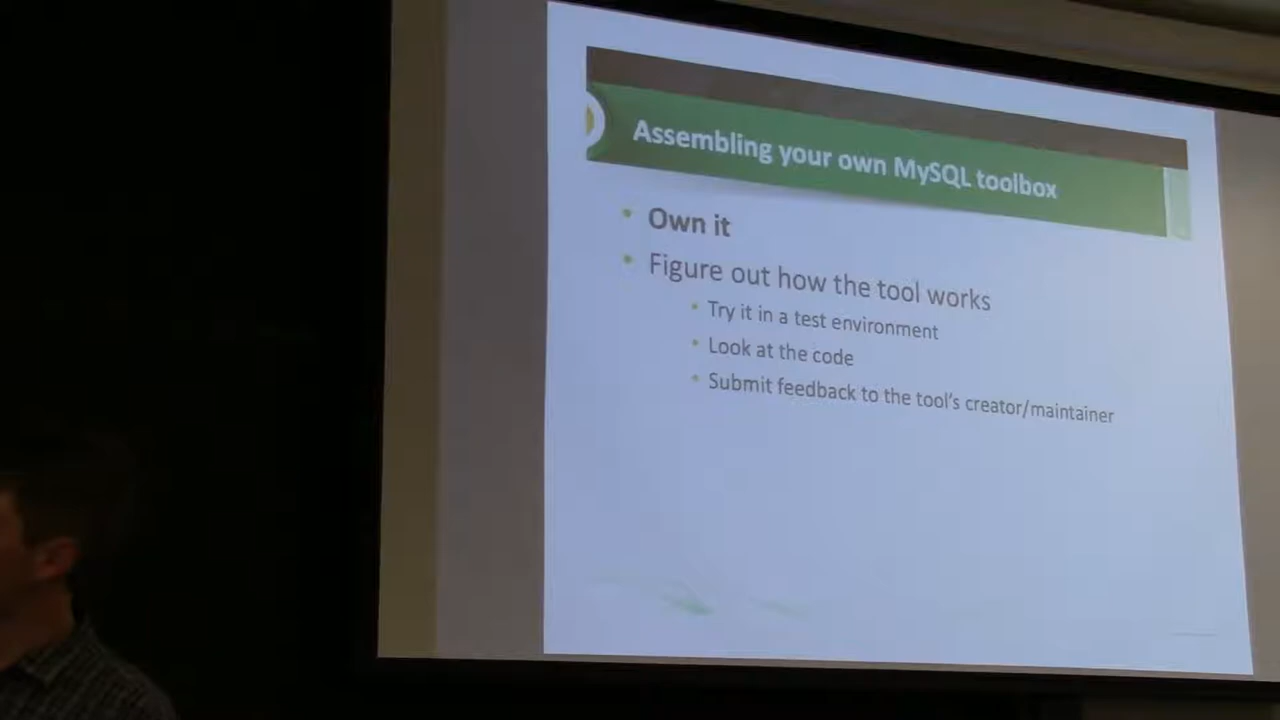 Assembling your own MySQL toolbox
• Own it
• Figure out how the tool works
• Try it in a test environment
• Look at the code
• Submit feedback to the tool's creator/maintainer